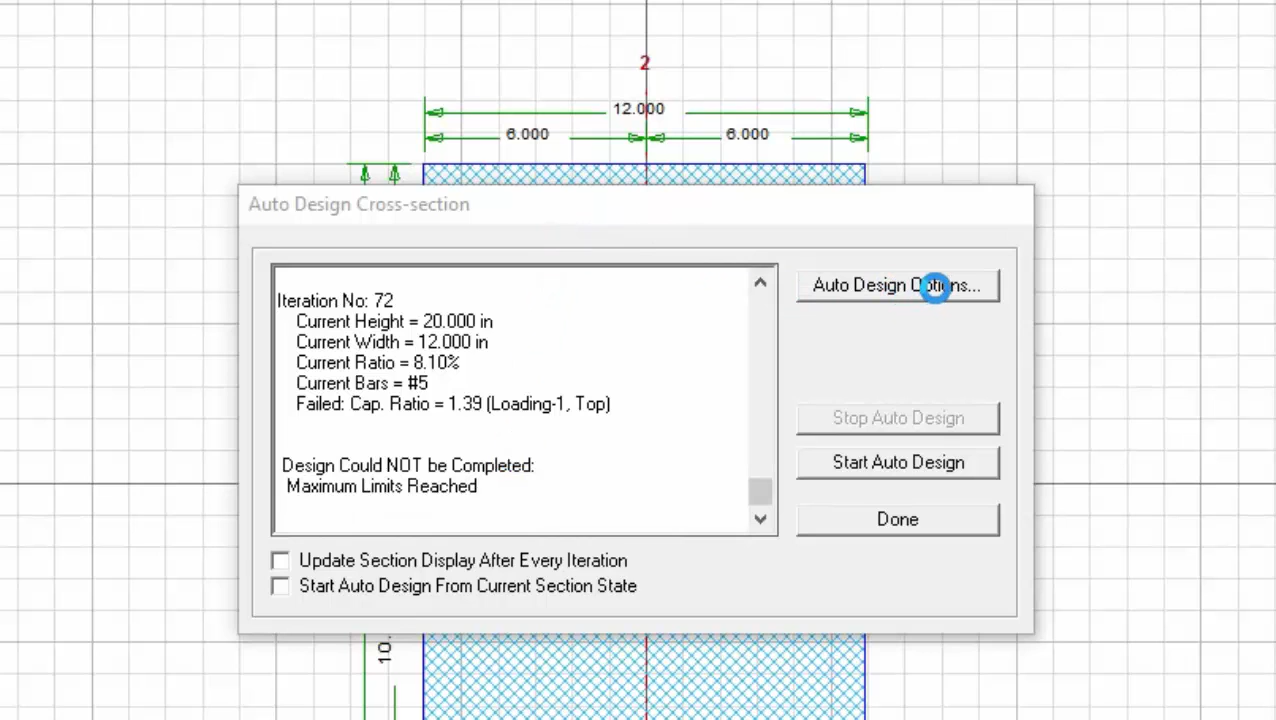 2
12.000
6.000
6.000
Auto Design Cross-section
Iteration No: 72
Current Height = 20.000 in
Current Width = 12.000 in
Current Ratio = 8.10%
Current Bars = #5
Failed: Cap. Ratio = 1.39 (Loading-1, Top)
Design Could NOT be Completed:
Maximum Limits Reached
Auto Design Options...
Stop Auto Design
Start Auto Design
Done
Update Section Display After Every Iteration
Start Auto Design From Current Section State
10.